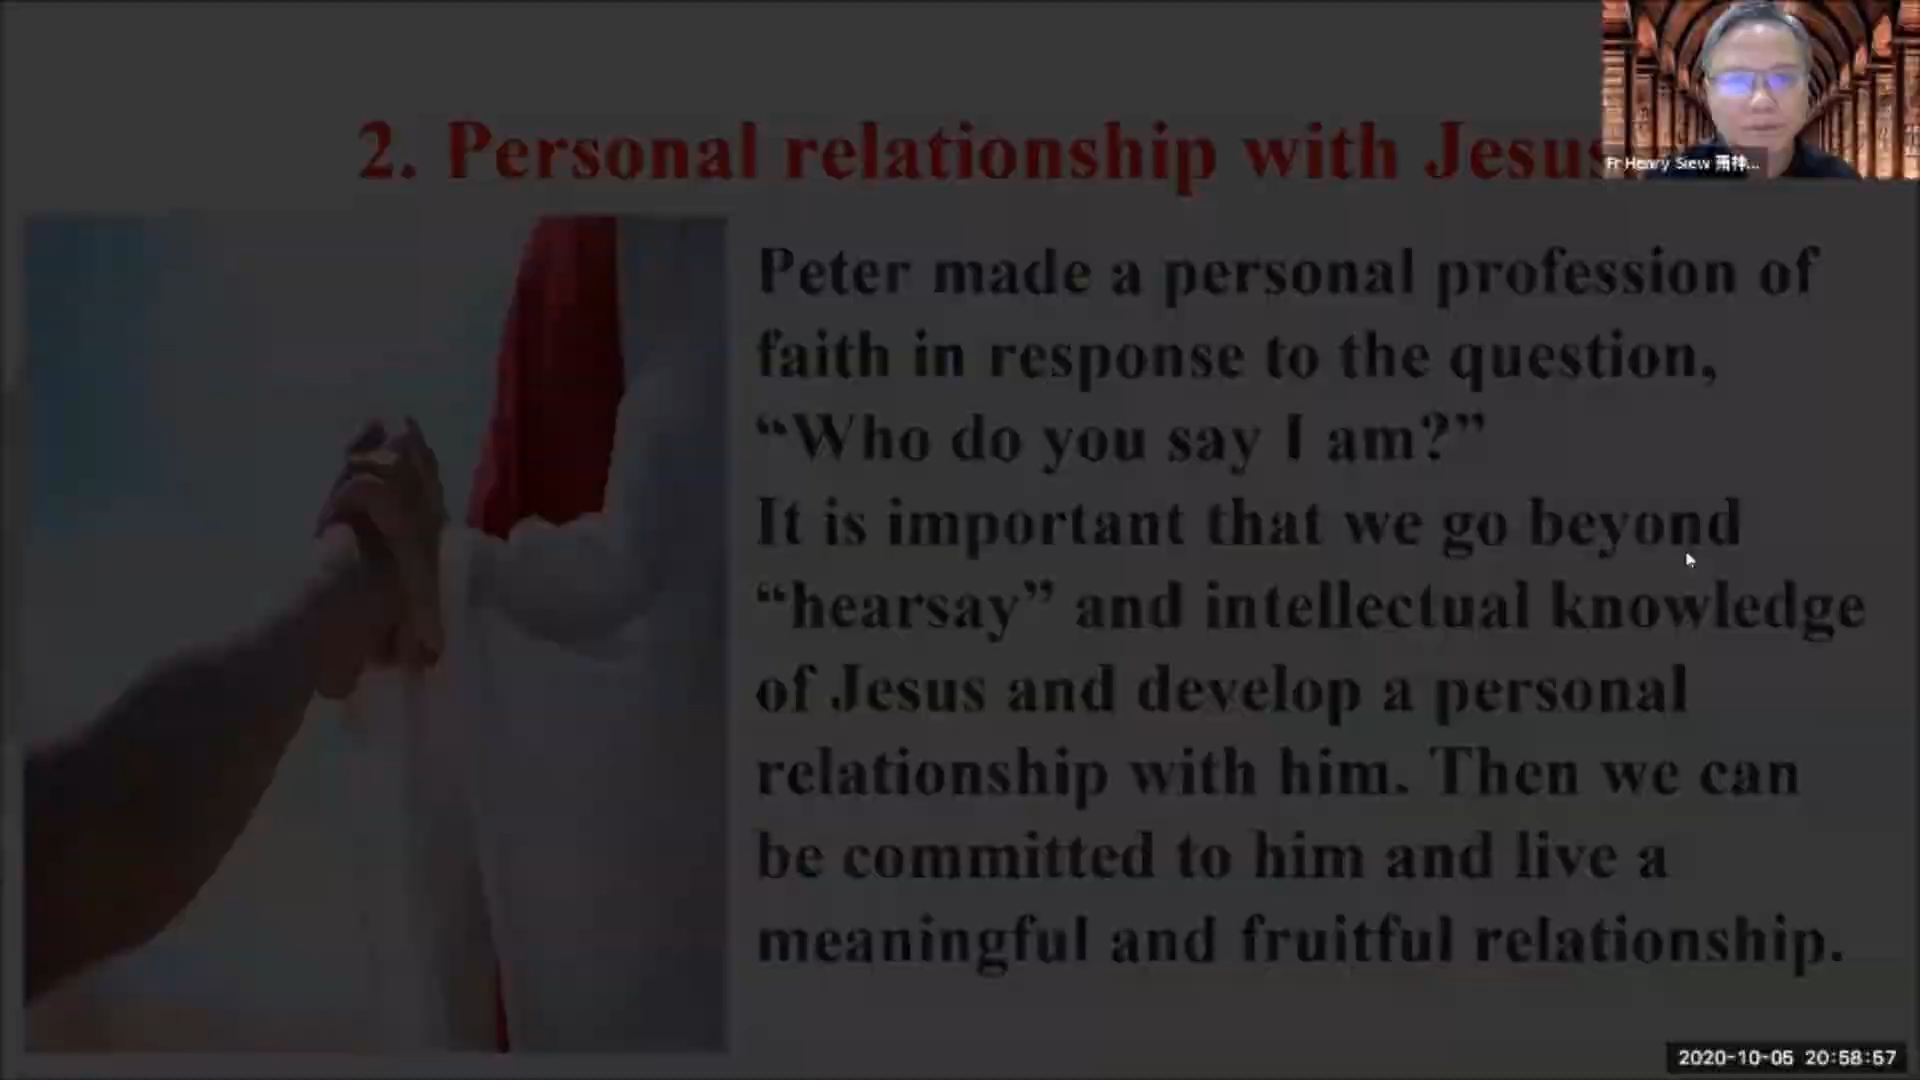 2. Personal relationship with Jesus
Fr Henry Siew 蕭神...
Peter made a personal profession of
faith in response to the question,
“Who do you say I am?”
It is important that we go beyond
“hearsay” and intellectual knowledge
of Jesus and develop a personal
relationship with him. Then we can
be committed to him and live a
meaningful and fruitful relationship.
2020-10-05 20:58:57